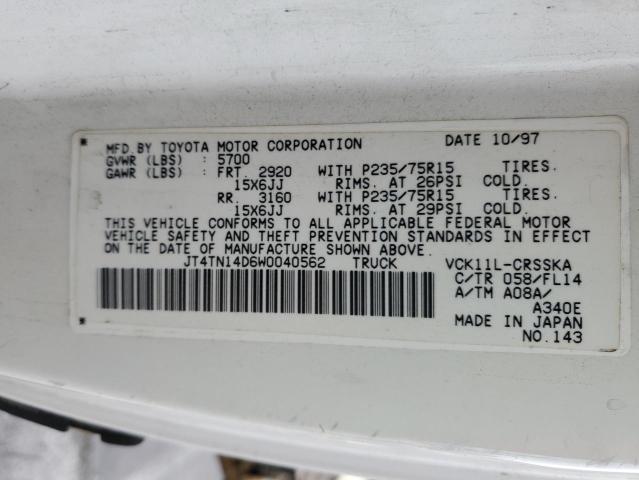 MFD.BY TOYOTA MOTOR CORPORATION DATE 10/97
GVWR (LBS) : 5700
GAWR (LBS) : FRT. 2920 WITH P235/75R15 TIRES.
15X6JJ RIMS. AT 26PSI COLD.
RR. 3160 WITH P235/75R15 TIRES.
15X6JJ RIMS. AT 29PSI COLD.
THIS VEHICLE CONFORMS TO ALL APPLICABLE FEDERAL MOTOR
VEHICLE SAFETY AND THEFT PREVENTION STANDARDS IN EFFECT
ON THE DATE OF MANUFACTURE SHOWN ABOVE.
JT4TN14D6W0040562 TRUCK VCK11L-CRSSKA
C/TR 058/FL14
A/TM A08A/
A340E
MADE IN JAPAN
NO.143